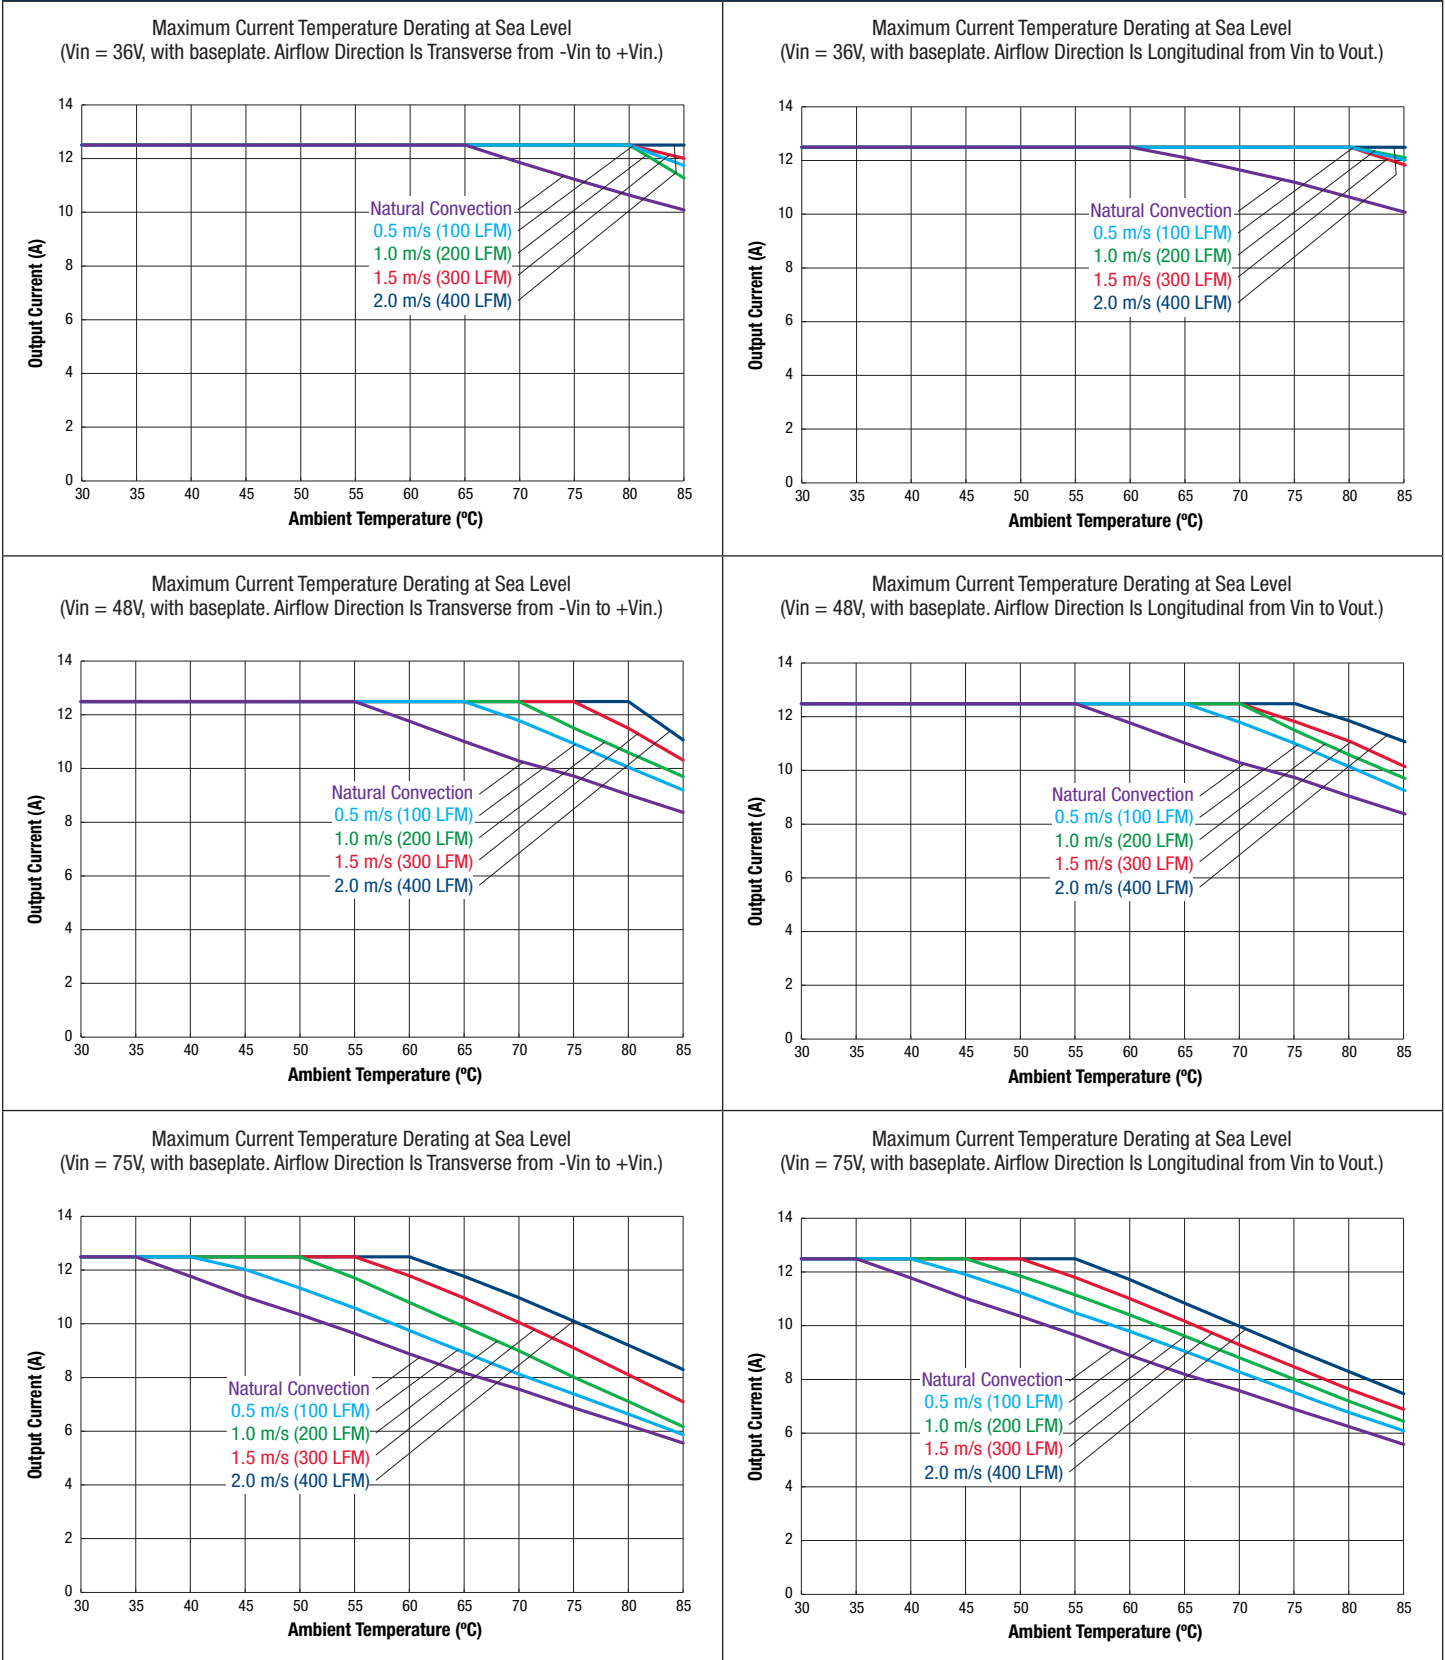 Maximum Current Temperature Derating at Sea Level
(Vin = 36V, with baseplate. Airflow Direction Is Transverse from -Vin to +Vin.)
14
12
10
8
6
4
2
0
Output Current (A)
Natural Convection
0.5 m/s (100 LFM)
1.0 m/s (200 LFM)
1.5 m/s (300 LFM)
2.0 m/s (400 LFM)
30 35 40 45 50 55 60 65 70 75 80 85
Ambient Temperature (ºC)
Maximum Current Temperature Derating at Sea Level
(Vin = 36V, with baseplate. Airflow Direction Is Longitudinal from Vin to Vout.)
14
12
10
8
6
4
2
0
Output Current (A)
Natural Convection
0.5 m/s (100 LFM)
1.0 m/s (200 LFM)
1.5 m/s (300 LFM)
2.0 m/s (400 LFM)
30 35 40 45 50 55 60 65 70 75 80 85
Ambient Temperature (ºC)
Maximum Current Temperature Derating at Sea Level
(Vin = 48V, with baseplate. Airflow Direction Is Transverse from -Vin to +Vin.)
14
12
10
8
6
4
2
0
Output Current (A)
Natural Convection
0.5 m/s (100 LFM)
1.0 m/s (200 LFM)
1.5 m/s (300 LFM)
2.0 m/s (400 LFM)
30 35 40 45 50 55 60 65 70 75 80 85
Ambient Temperature (ºC)
Maximum Current Temperature Derating at Sea Level
(Vin = 48V, with baseplate. Airflow Direction Is Longitudinal from Vin to Vout.)
14
12
10
8
6
4
2
0
Output Current (A)
Natural Convection
0.5 m/s (100 LFM)
1.0 m/s (200 LFM)
1.5 m/s (300 LFM)
2.0 m/s (400 LFM)
30 35 40 45 50 55 60 65 70 75 80 85
Ambient Temperature (ºC)
Maximum Current Temperature Derating at Sea Level
(Vin = 75V, with baseplate. Airflow Direction Is Transverse from -Vin to +Vin.)
14
12
10
8
6
4
2
0
Output Current (A)
Natural Convection
0.5 m/s (100 LFM)
1.0 m/s (200 LFM)
1.5 m/s (300 LFM)
2.0 m/s (400 LFM)
30 35 40 45 50 55 60 65 70 75 80 85
Ambient Temperature (ºC)
Maximum Current Temperature Derating at Sea Level
(Vin = 75V, with baseplate. Airflow Direction Is Longitudinal from Vin to Vout.)
14
12
10
8
6
4
2
0
Output Current (A)
Natural Convection
0.5 m/s (100 LFM)
1.0 m/s (200 LFM)
1.5 m/s (300 LFM)
2.0 m/s (400 LFM)
30 35 40 45 50 55 60 65 70 75 80 85
Ambient Temperature (ºC)